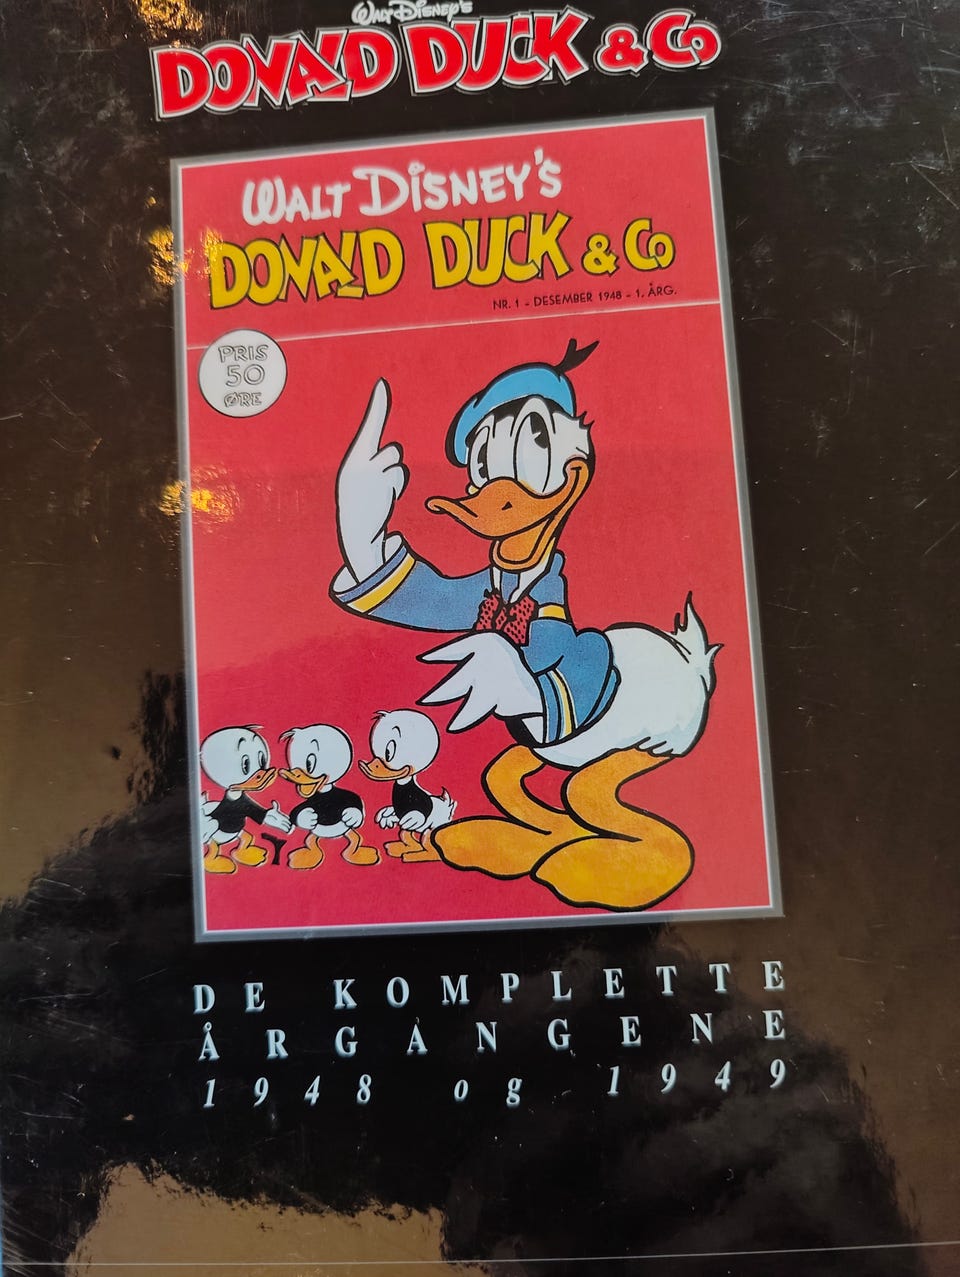 WALT DISNEY'S
DONALD DUCK & Co
WALT DISNEY'S
DONALD DUCK & Co
NR. 1 - DESEMBER 1948 - 1. ÅRG.
PRIS
50
ØRE
DE KOMPLETTE
ÅRGANGENE
1948 og 1949